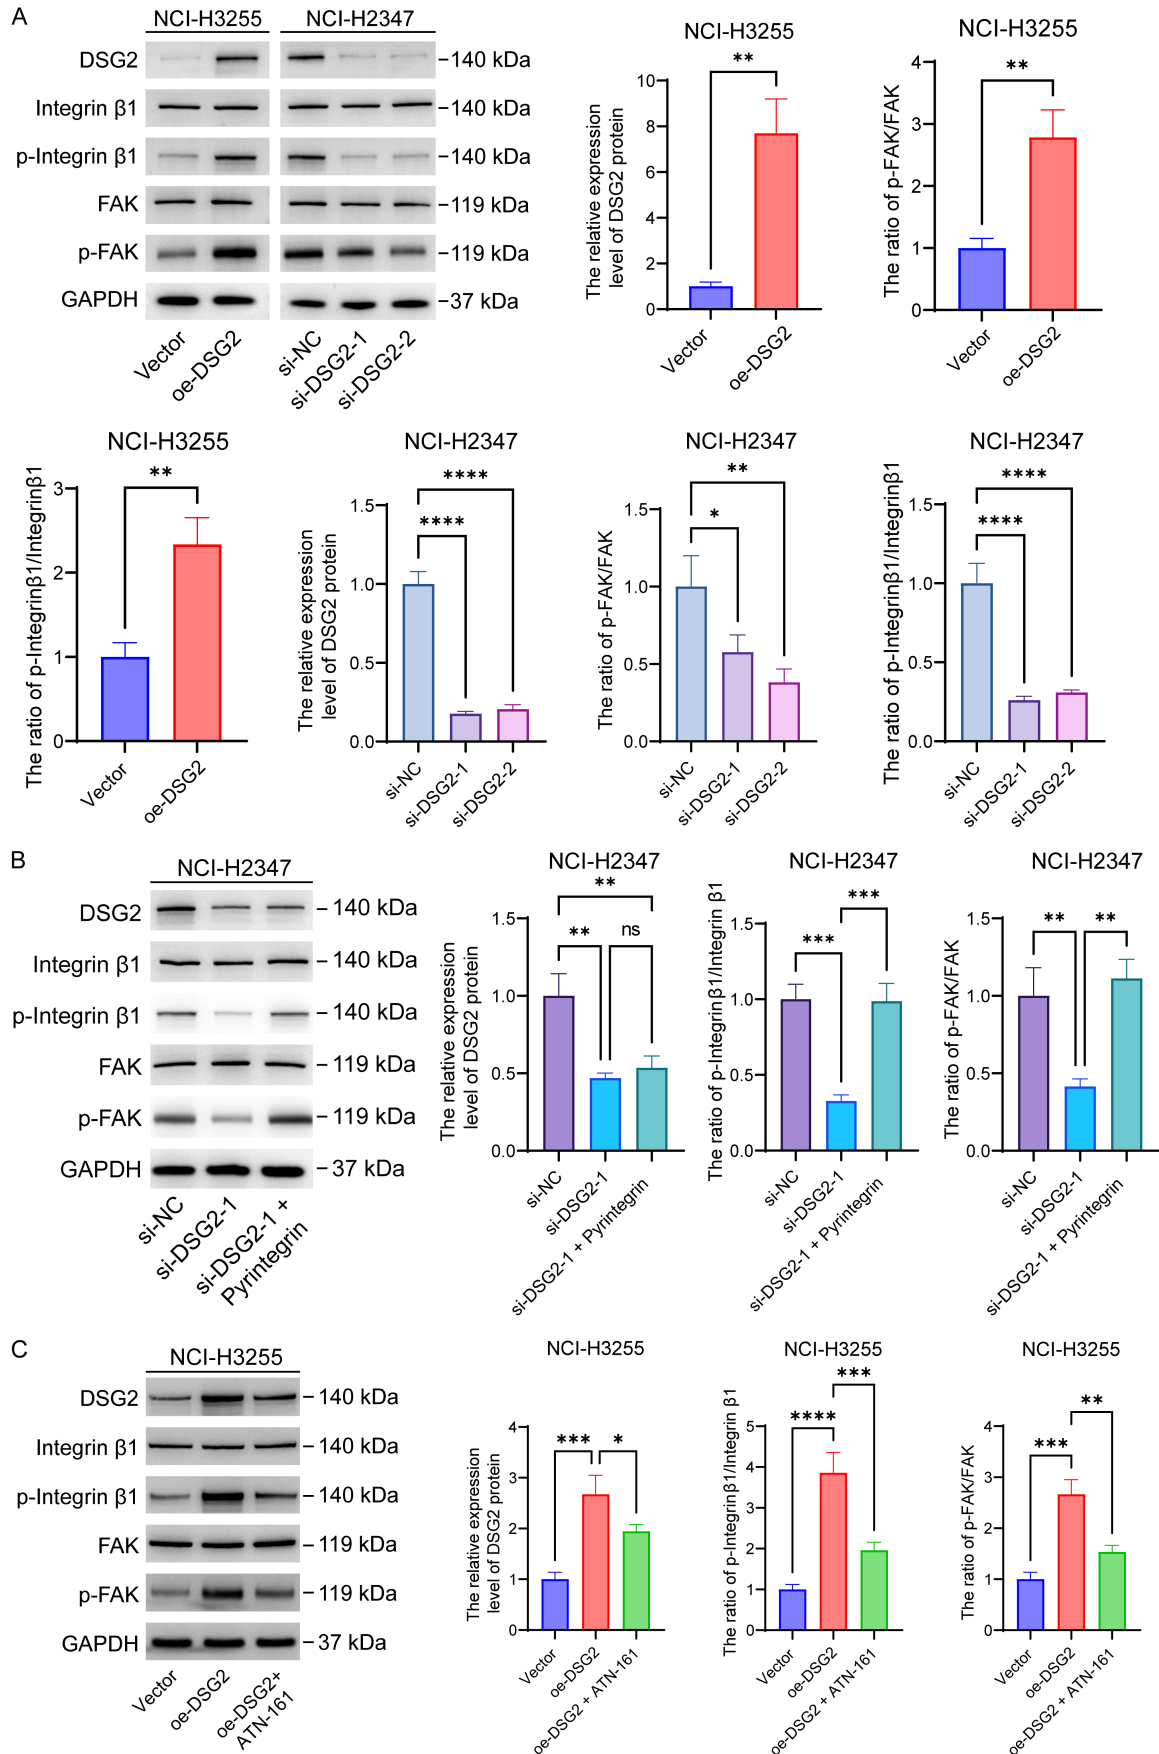 A
NCI-H3255 NCI-H2347
DSG2 140 kDa
Integrin β1 140 kDa
p-Integrin β1 140 kDa
FAK 119 kDa
p-FAK 119 kDa
GAPDH 37 kDa
Vector
oe-DSG2
si-NC
si-DSG2-1
si-DSG2-2
NCI-H3255
**
The relative expression
level of DSG2 protein
10
8
6
4
2
0
Vector
oe-DSG2
NCI-H3255
**
The ratio of p-FAK/FAK
4
3
2
1
0
Vector
oe-DSG2
NCI-H3255
**
The ratio of p-Integrinβ1/Integrinβ1
3
2
1
0
Vector
oe-DSG2
NCI-H2347
****
****
The relative expression
level of DSG2 protein
1.5
1.0
0.5
0.0
si-NC
si-DSG2-1
si-DSG2-2
NCI-H2347
**
*
The ratio of p-FAK/FAK
1.5
1.0
0.5
0.0
si-NC
si-DSG2-1
si-DSG2-2
NCI-H2347
****
****
The ratio of p-Integrinβ1/Integrinβ1
1.5
1.0
0.5
0.0
si-NC
si-DSG2-1
si-DSG2-2
B
NCI-H2347
DSG2 140 kDa
Integrin β1 140 kDa
p-Integrin β1 140 kDa
FAK 119 kDa
p-FAK 119 kDa
GAPDH 37 kDa
si-NC
si-DSG2-1
si-DSG2-1 +
Pyrintegrin
NCI-H2347
**
** ns
The relative expression
level of DSG2 protein
1.5
1.0
0.5
0.0
si-NC
si-DSG2-1
si-DSG2-1 + Pyrintegrin
NCI-H2347
***
***
The ratio of p-Integrinβ1/Integrin β1
1.5
1.0
0.5
0.0
si-NC
si-DSG2-1
si-DSG2-1 + Pyrintegrin
NCI-H2347
** **
The ratio of p-FAK/FAK
1.5
1.0
0.5
0.0
si-NC
si-DSG2-1
si-DSG2-1 + Pyrintegrin
C
NCI-H3255
DSG2 140 kDa
Integrin β1 140 kDa
p-Integrin β1 140 kDa
FAK 119 kDa
p-FAK 119 kDa
GAPDH 37 kDa
Vector
oe-DSG2
oe-DSG2+
ATN-161
NCI-H3255
*** *
The relative expression
level of DSG2 protein
4
3
2
1
0
Vector
oe-DSG2
oe-DSG2 + ATN-161
NCI-H3255
***
****
The ratio of p-Integrinβ1/Integrin β1
5
4
3
2
1
0
Vector
oe-DSG2
oe-DSG2 + ATN-161
NCI-H3255
**
***
The ratio of p-FAK/FAK
4
3
2
1
0
Vector
oe-DSG2
oe-DSG2 + ATN-161